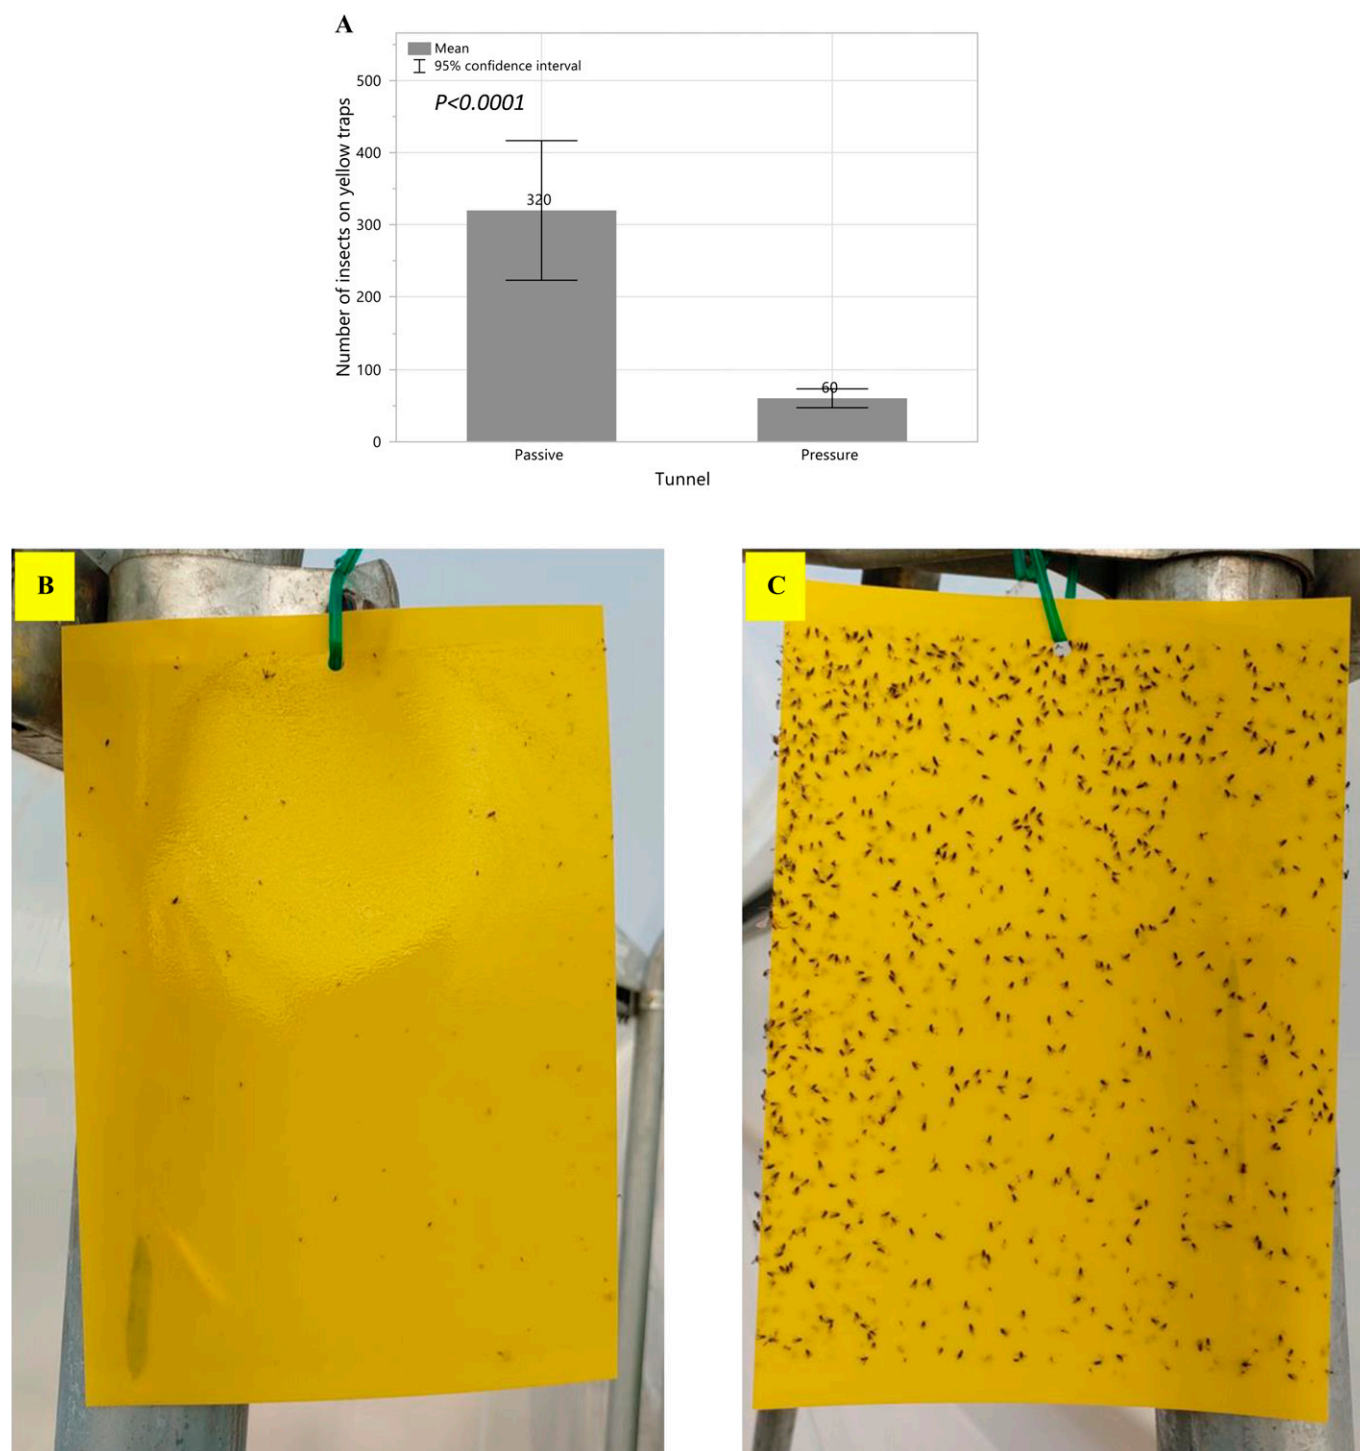 A
Mean
95% confidence interval
P<0.0001
Number of insects on yellow traps
500
400
300
200
100
0
320
60
Passive
Pressure
Tunnel
B
C